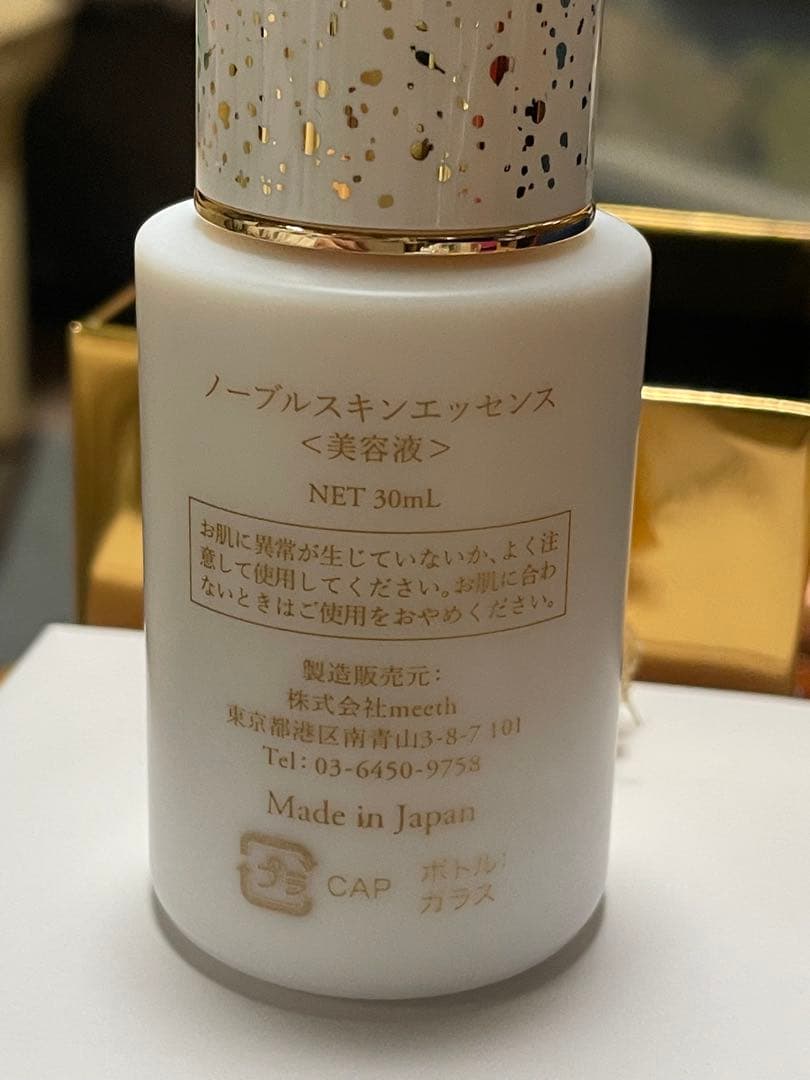 ノーブルスキンエッセンス
＜美容液＞
NET 30mL
お肌に異常が生じていないか、よく注
意して使用してください。お肌に合わ
ないときはご使用をおやめください。
製造販売元：
株式会社meeth
東京都港区南青山3-8-7 101
Tel：03-6450-9758
Made in Japan
プラ CAP ボトル：
ガラス